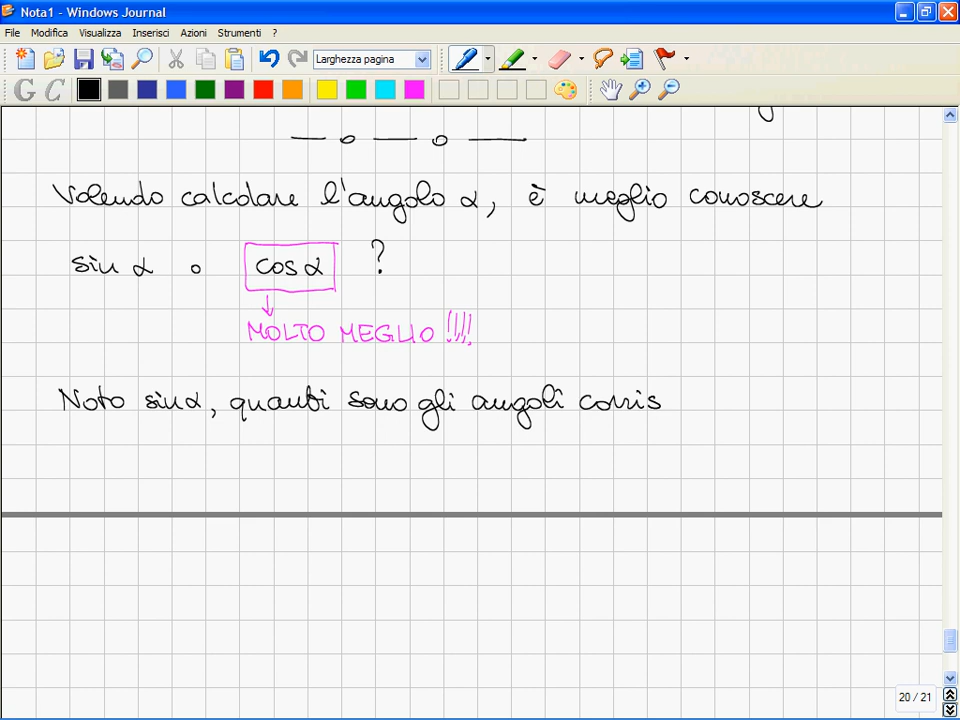 Nota1 - Windows Journal
File Modifica Visualizza Inserisci Azioni Strumenti ?
Larghezza pagina
G C
Volendo calcolare l'angolo α, è meglio conoscere
sin α o cos α ?
MOLTO MEGLIO !!!!
Noto sin α, quanti sono gli angoli corris
20 / 21